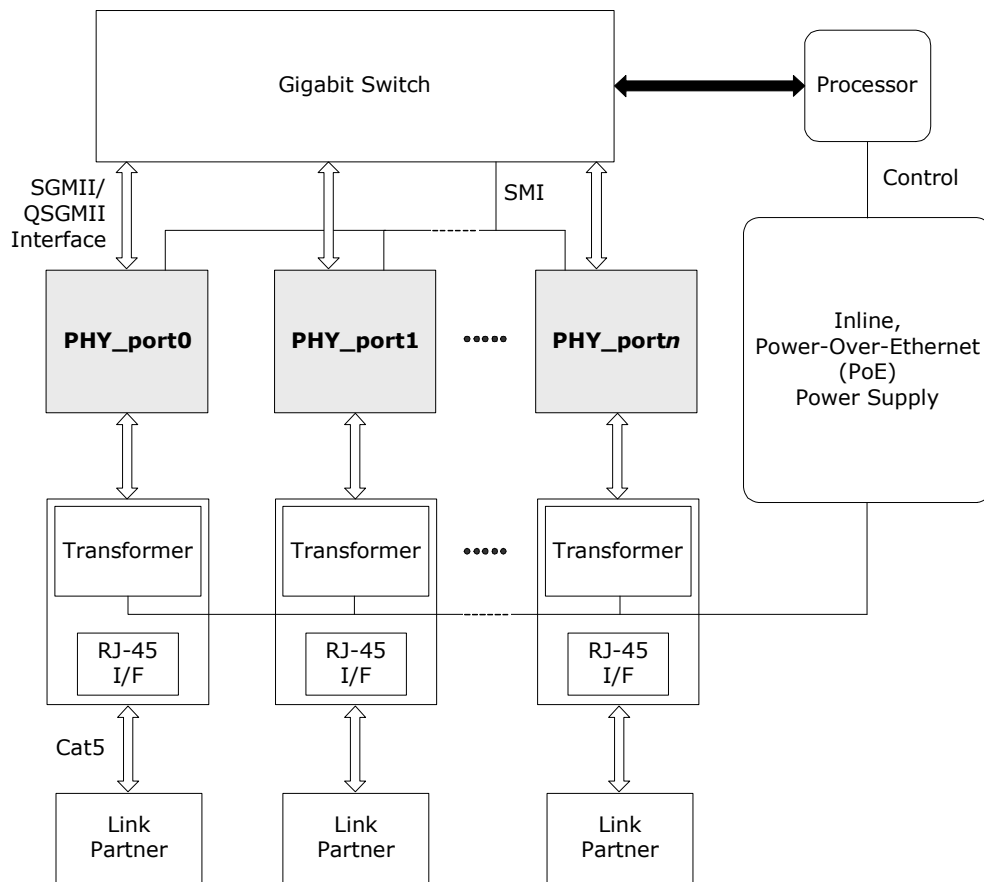 Gigabit Switch
Processor
SGMII/
QSGMII
Interface
SMI
Control
PHY_port0
PHY_port1
PHY_portn
Inline,
Power-Over-Ethernet
(PoE)
Power Supply
Transformer
Transformer
Transformer
RJ-45
I/F
RJ-45
I/F
RJ-45
I/F
Cat5
Link
Partner
Link
Partner
Link
Partner